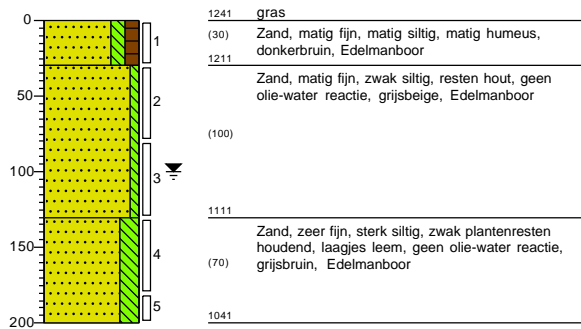 0
50
100
150
200
1
2
3
4
5
1241 gras
(30) Zand, matig fijn, matig siltig, matig humeus,
donkerbruin, Edelmanboor
1211
Zand, matig fijn, zwak siltig, resten hout, geen
olie-water reactie, grijsbeige, Edelmanboor
(100)
1111
Zand, zeer fijn, sterk siltig, zwak plantenresten
houdend, laagjes leem, geen olie-water reactie,
(70) grijsbruin, Edelmanboor
1041